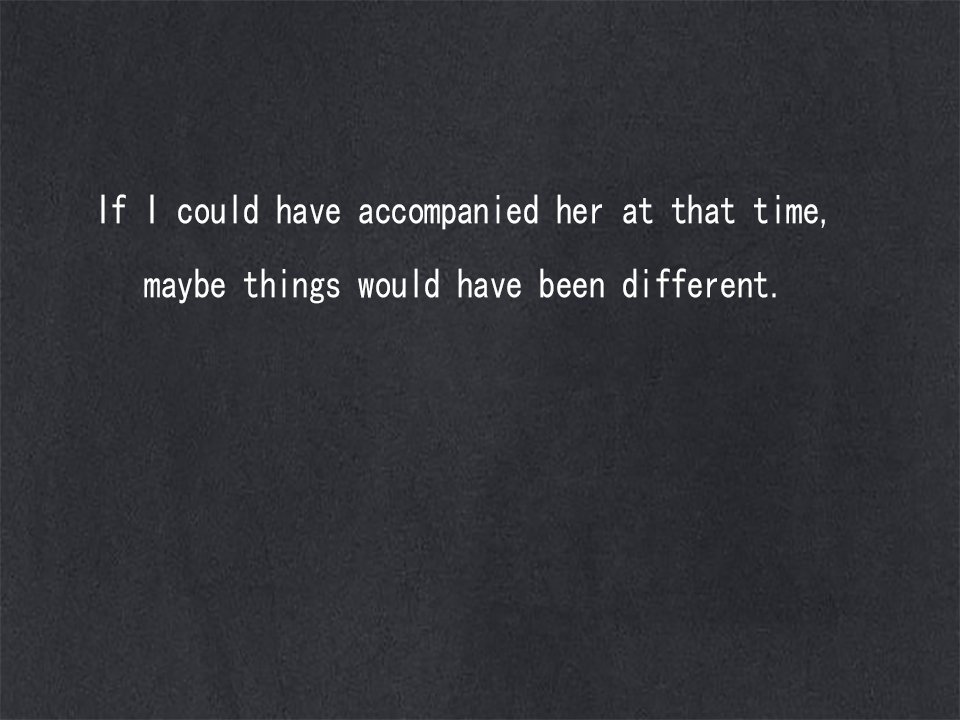 If I could have accompanied her at that time,
maybe things would have been different.